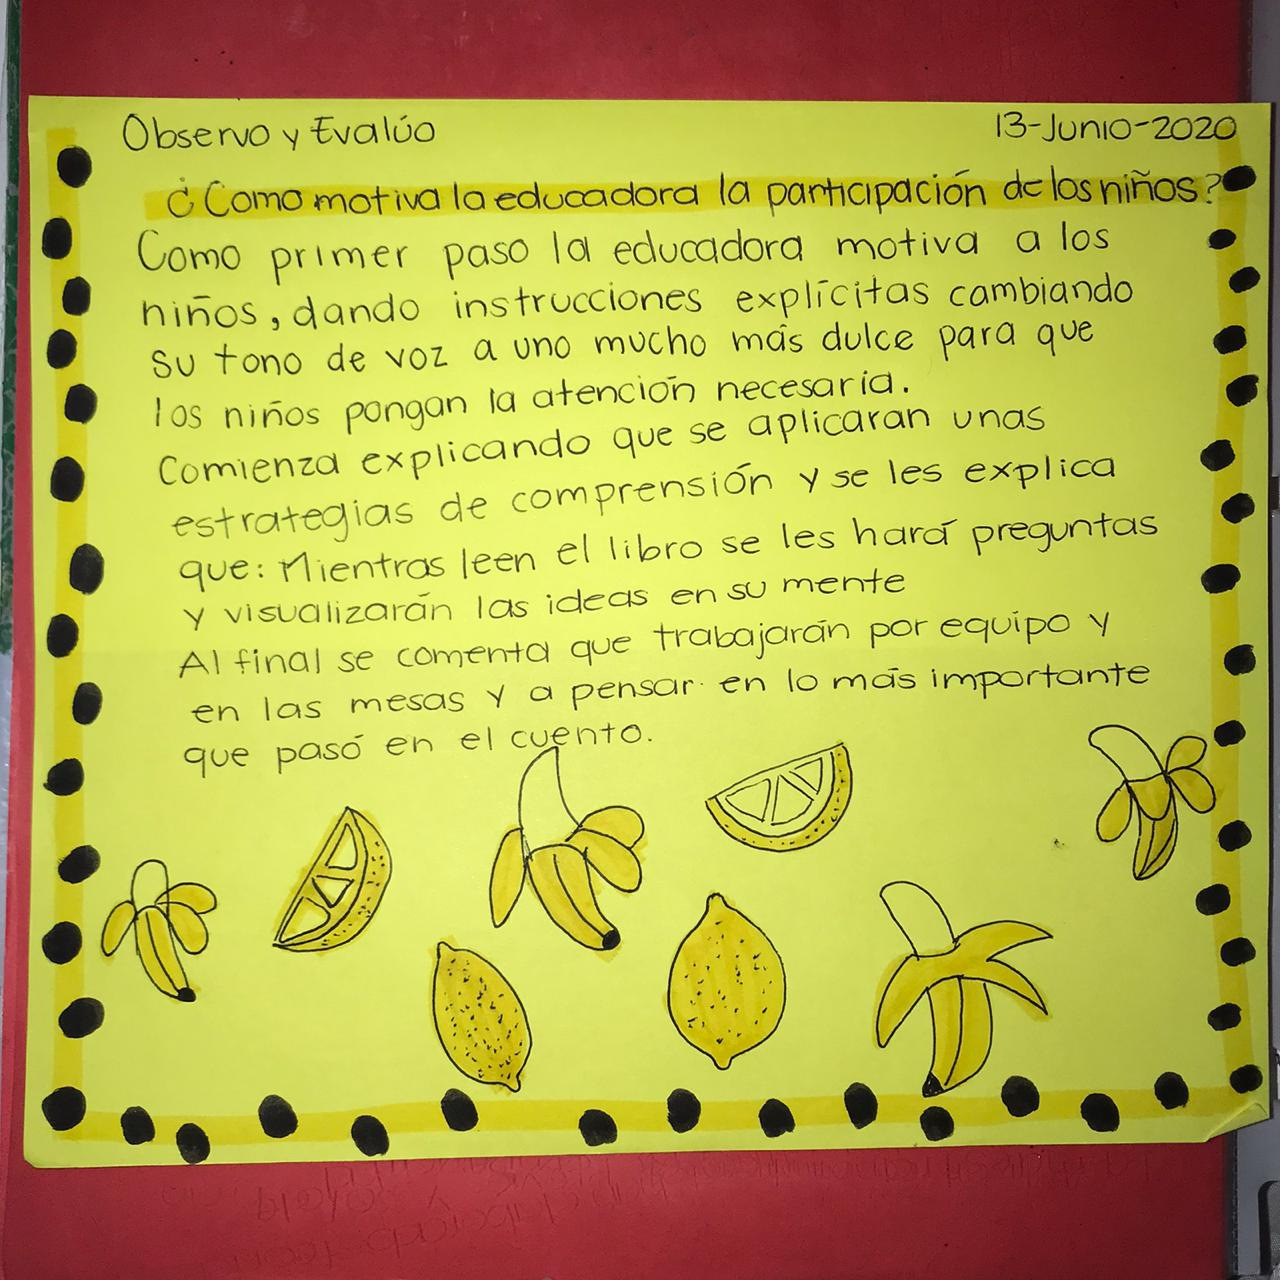 Observo y Evalúo
13-Junio-2020
¿Como motiva la educadora la participación de los niños?
Como primer paso la educadora motiva a los
niños, dando instrucciones explícitas cambiando
su tono de voz a uno mucho más dulce para que
los niños pongan la atención necesaria.
Comienza explicando que se aplicaran unas
estrategias de comprensión y se les explica
que: Mientras leen el libro se les hará preguntas
y visualizarán las ideas en su mente
Al final se comenta que trabajarán por equipo y
en las mesas y a pensar en lo más importante
que pasó en el cuento.